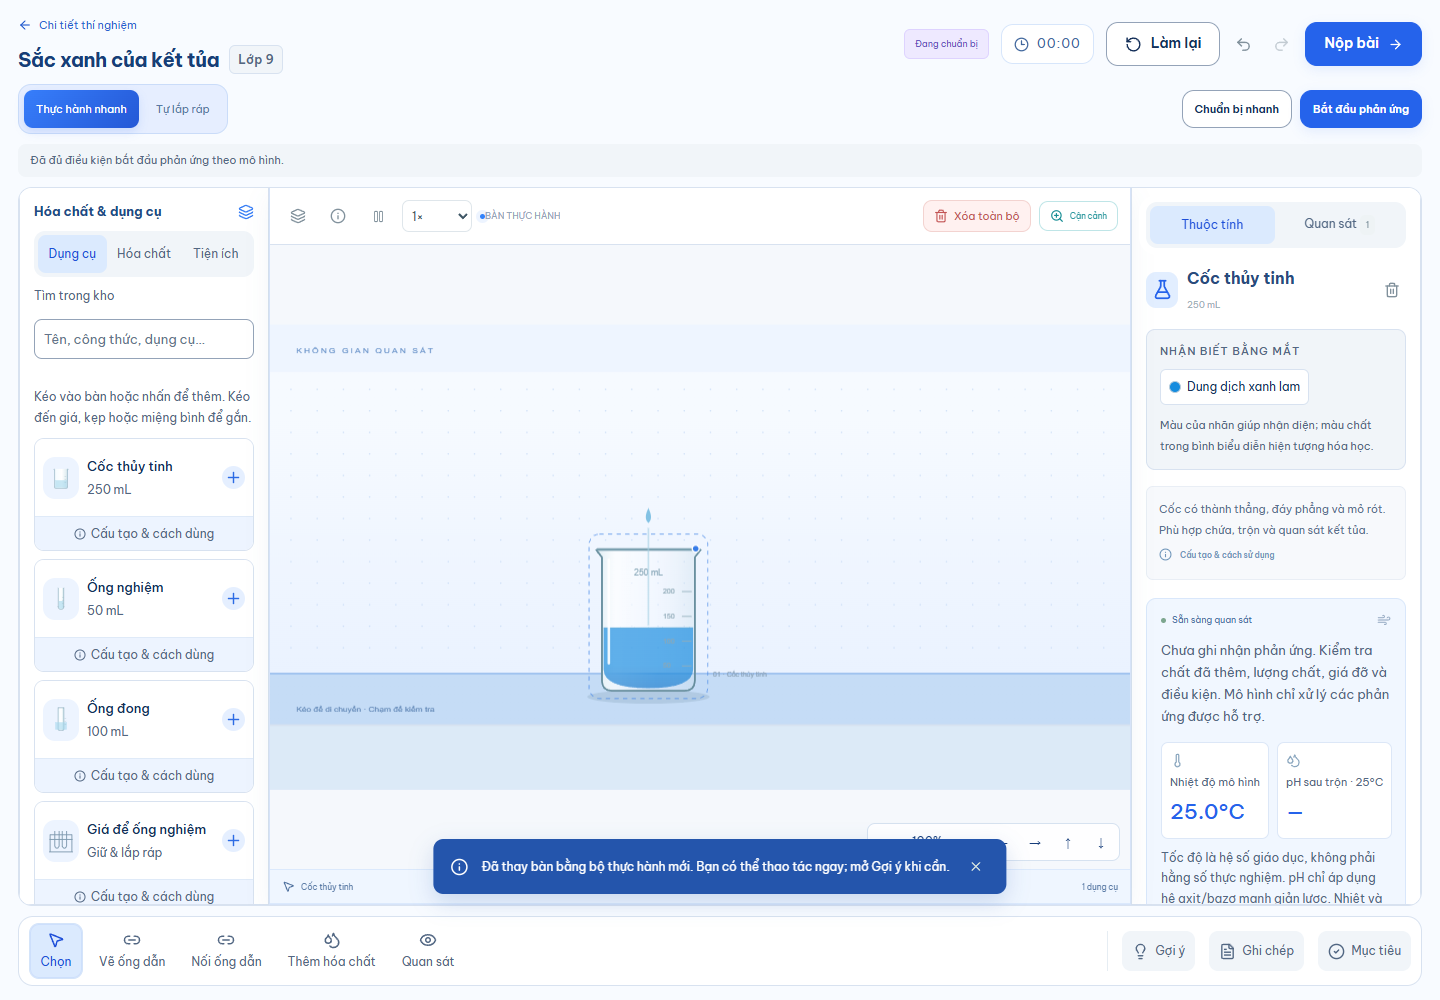 Chi tiết thí nghiệm
Sắc xanh của kết tủa
Lớp 9
Đang chuẩn bị
00:00
Làm lại
Nộp bài
Thực hành nhanh
Tự lắp ráp
Chuẩn bị nhanh
Bắt đầu phản ứng
Đã đủ điều kiện bắt đầu phản ứng theo mô hình.
Hóa chất & dụng cụ
Dụng cụ
Hóa chất
Tiện ích
Tìm trong kho
Tên, công thức, dụng cụ...
Kéo vào bàn hoặc nhấn để thêm. Kéo
đến giá, kẹp hoặc miệng bình để gắn.
Cốc thủy tinh
250 mL
Cấu tạo & cách dùng
Ống nghiệm
50 mL
Cấu tạo & cách dùng
Ống đong
100 mL
Cấu tạo & cách dùng
Giá để ống nghiệm
Giữ & lắp ráp
Cấu tạo & cách dùng
1×
BÀN THỰC HÀNH
Xóa toàn bộ
Cận cảnh
KHÔNG GIAN QUAN SÁT
250 mL
200
150
01 · Cốc thủy tinh
Kéo để di chuyển · Chạm để kiểm tra
100%
→
↑
↓
Đã thay bàn bằng bộ thực hành mới. Bạn có thể thao tác ngay; mở Gợi ý khi cần.
Cốc thủy tinh
1 dụng cụ
Thuộc tính
Quan sát 1
Cốc thủy tinh
250 mL
NHẬN BIẾT BẰNG MẮT
Dung dịch xanh lam
Màu của nhãn giúp nhận diện; màu chất
trong bình biểu diễn hiện tượng hóa học.
Cốc có thành thẳng, đáy phẳng và mỏ rót.
Phù hợp chứa, trộn và quan sát kết tủa.
Cấu tạo & cách sử dụng
Sẵn sàng quan sát
Chưa ghi nhận phản ứng. Kiểm tra
chất đã thêm, lượng chất, giá đỡ và
điều kiện. Mô hình chỉ xử lý các phản
ứng được hỗ trợ.
Nhiệt độ mô hình
25.0°C
pH sau trộn · 25°C
—
Tốc độ là hệ số giáo dục, không phải
hằng số thực nghiệm. pH chỉ áp dụng
hệ axit/bazơ mạnh giản lược. Nhiệt và
Chọn
Vẽ ống dẫn
Nối ống dẫn
Thêm hóa chất
Quan sát
Gợi ý
Ghi chép
Mục tiêu